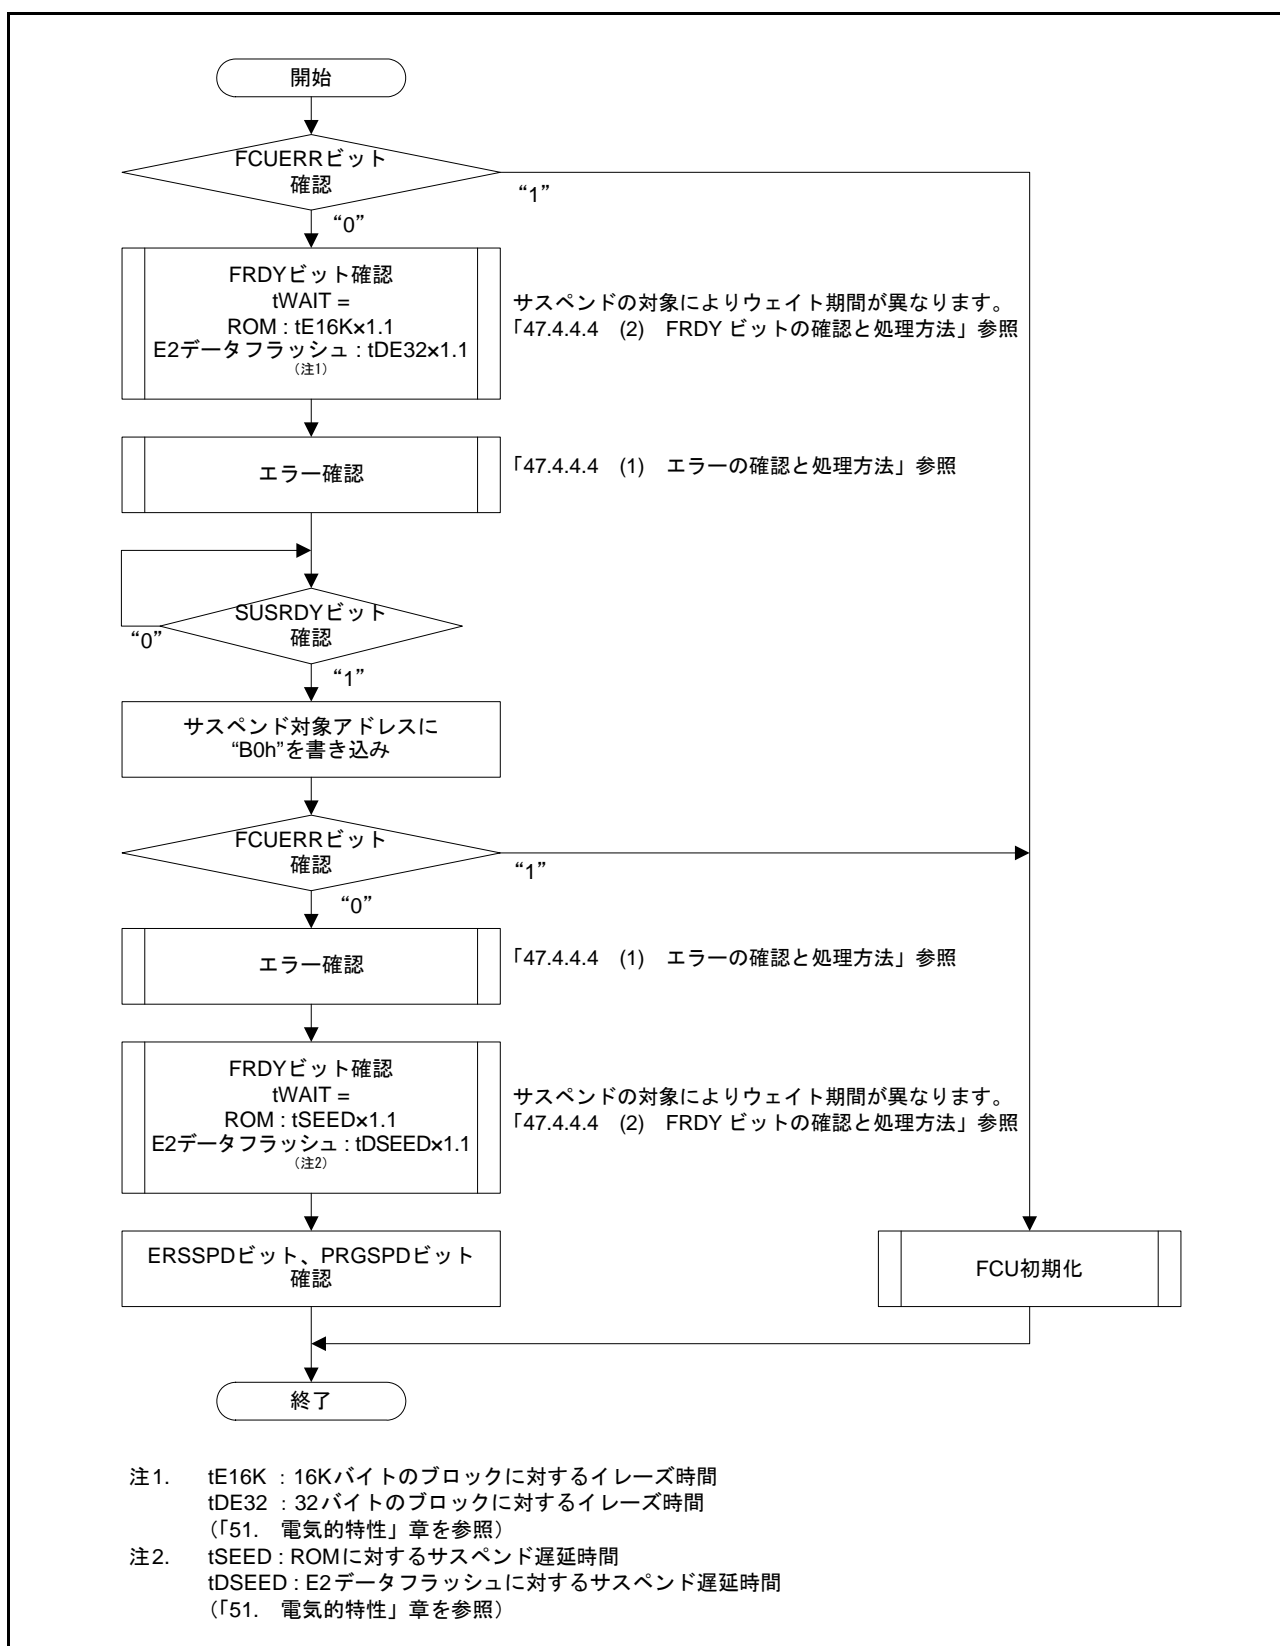 開始
FCUERRビット
確認
“1”
“0”
FRDYビット確認
tWAIT =
ROM : tE16K×1.1
E2データフラッシュ : tDE32×1.1
（注1）
サスペンドの対象によりウェイト期間が異なります。
「47.4.4.4 (2) FRDY ビットの確認と処理方法」参照
エラー確認
「47.4.4.4 (1) エラーの確認と処理方法」参照
SUSRDYビット
確認
“0”
“1”
サスペンド対象アドレスに
“B0h”を書き込み
FCUERRビット
確認
“1”
“0”
エラー確認
「47.4.4.4 (1) エラーの確認と処理方法」参照
FRDYビット確認
tWAIT =
ROM : tSEED×1.1
E2データフラッシュ : tDSEED×1.1
（注2）
サスペンドの対象によりウェイト期間が異なります。
「47.4.4.4 (2) FRDY ビットの確認と処理方法」参照
ERSSPDビット、PRGSPDビット
確認
FCU初期化
終了
注1. tE16K : 16Kバイトのブロックに対するイレーズ時間
tDE32 : 32バイトのブロックに対するイレーズ時間
（「51. 電気的特性」章を参照）
注2. tSEED : ROMに対するサスペンド遅延時間
tDSEED : E2データフラッシュに対するサスペンド遅延時間
（「51. 電気的特性」章を参照）